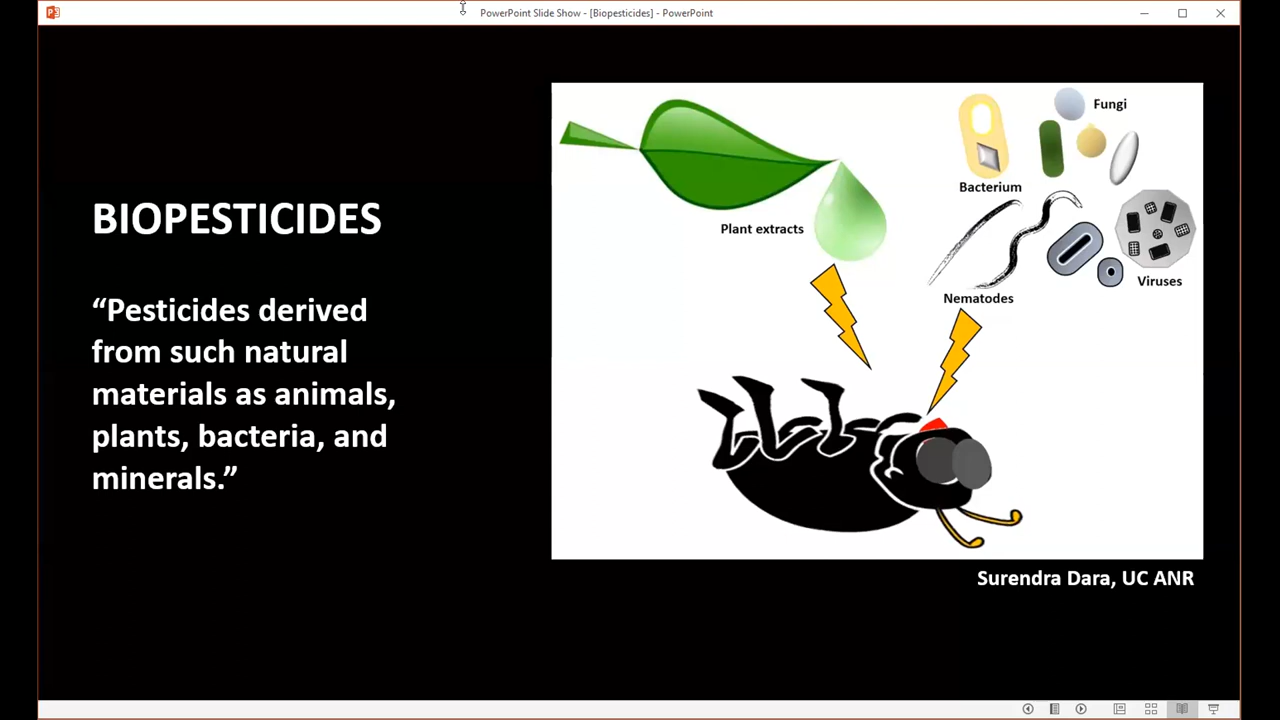 PowerPoint Slide Show - [Biopesticides] - PowerPoint
BIOPESTICIDES
“Pesticides derived
from such natural
materials as animals,
plants, bacteria, and
minerals.”
Fungi
Bacterium
Plant extracts
Viruses
Nematodes
Surendra Dara, UC ANR